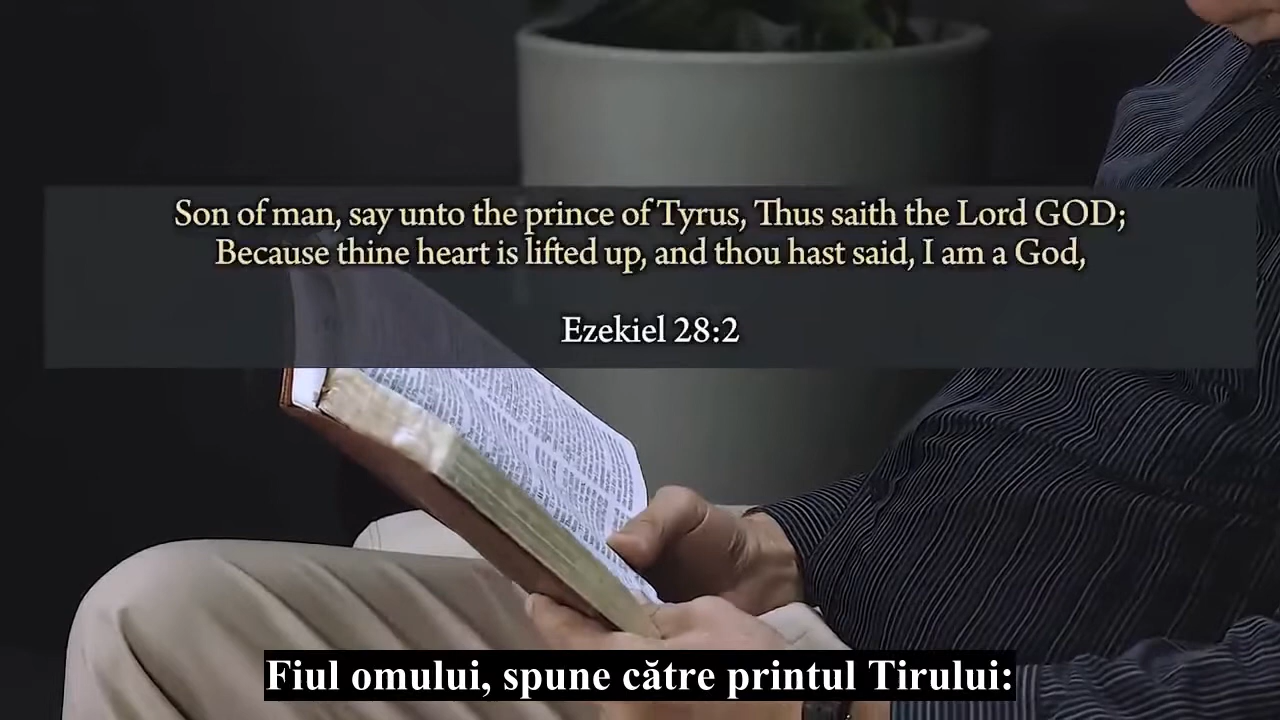 Son of man, say unto the prince of Tyrus, Thus saith the Lord GOD;
Because thine heart is lifted up, and thou hast said, I am a God,
Ezekiel 28:2
Fiul omului, spune către printul Tirului: